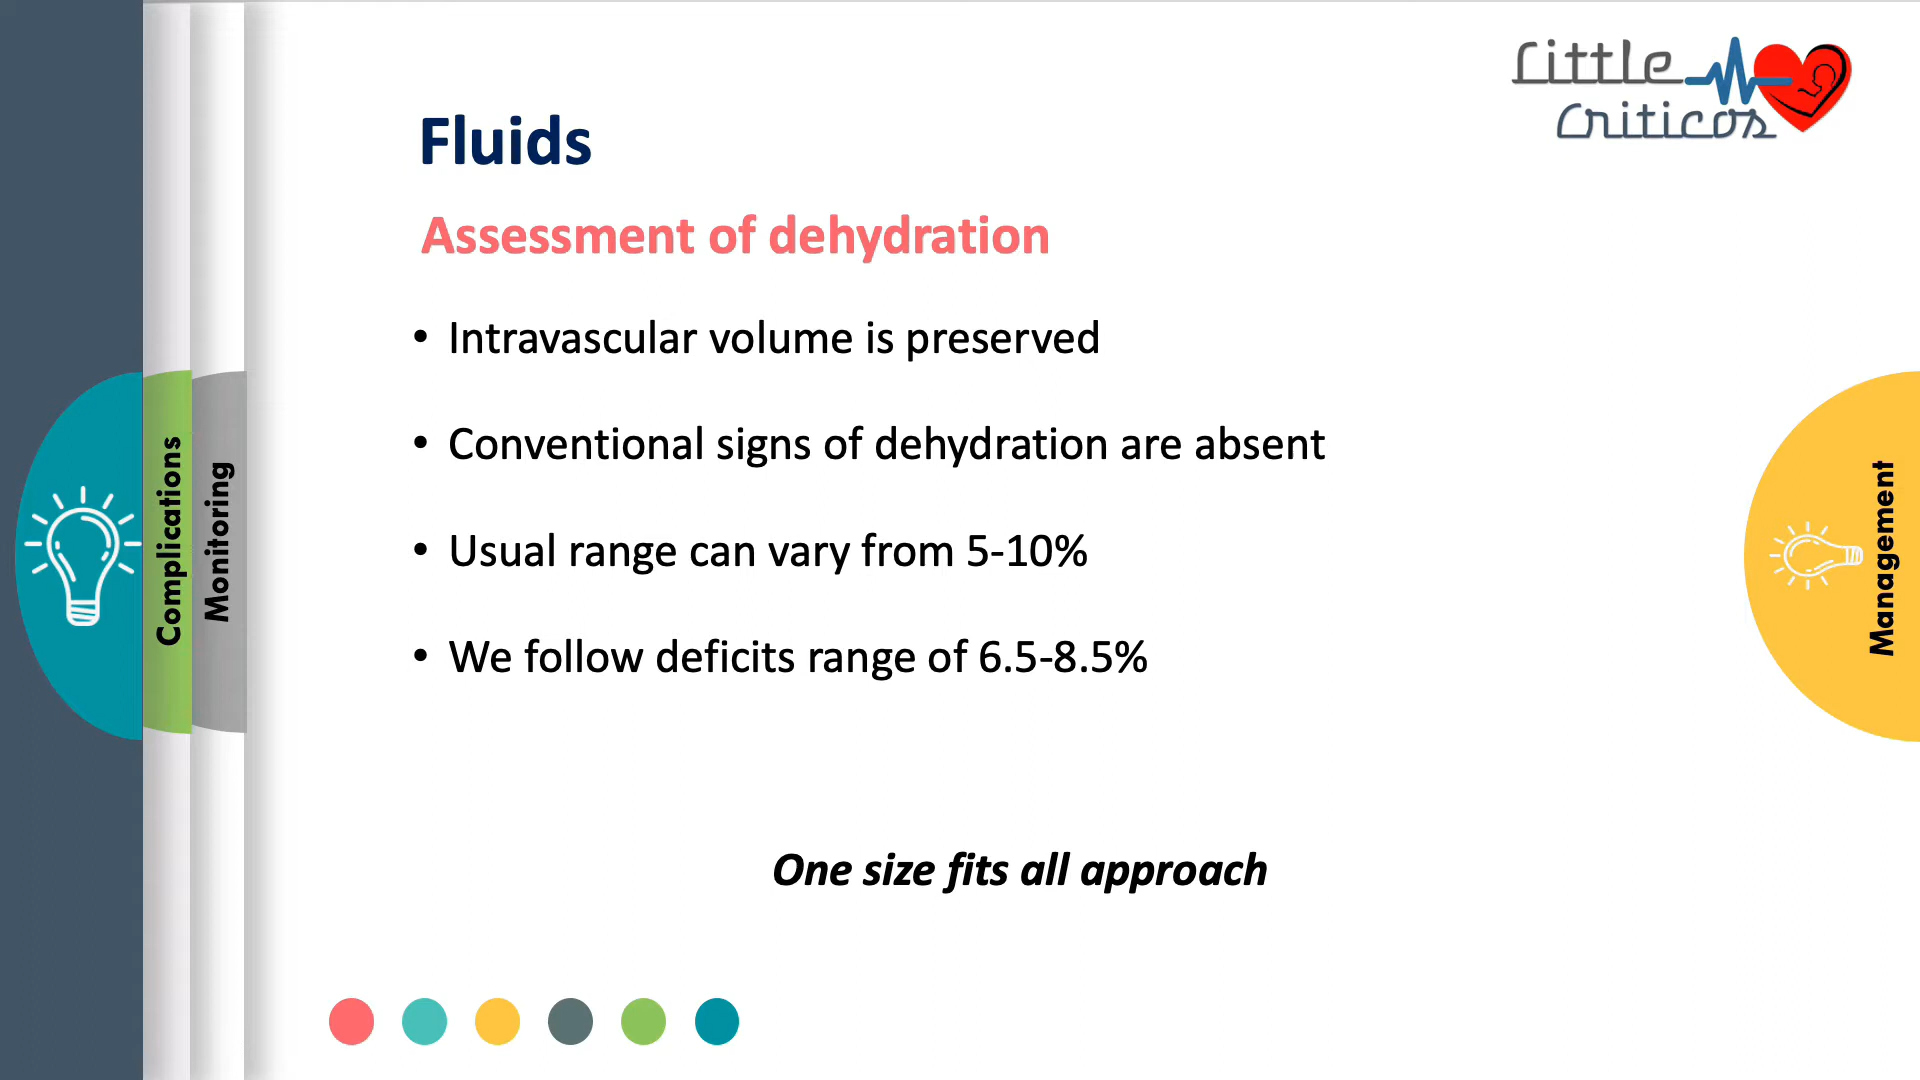 Little
Criticos
Fluids
Assessment of dehydration
• Intravascular volume is preserved
• Conventional signs of dehydration are absent
• Usual range can vary from 5-10%
• We follow deficits range of 6.5-8.5%
One size fits all approach
Complications
Monitoring
Management